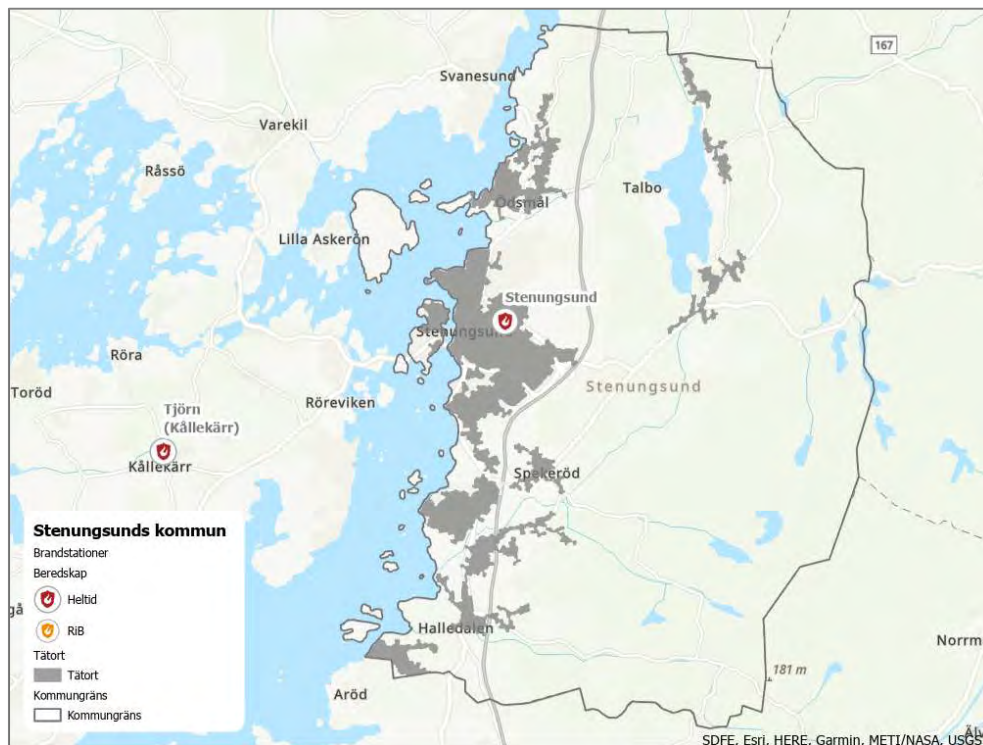 167
Svanesund
Varekil
Råssö
Talbo
Ödsmål
Lilla Askerön
Stenungsund
Stenungsund
Röra
Stenungsund
Toröd
Röreviken
Tjörn
(Kållekärr)
Kållekärr
Spekeröd
Stenungsunds kommun
Brandstationer
Beredskap
Heltid
RiB
gå
Tätort
Tätort
Kommungräns
Kommungräns
Halledalen
Norrm
181 m
Aröd
SDFE, Esri, HERE, Garmin, METI/NASA, USGS